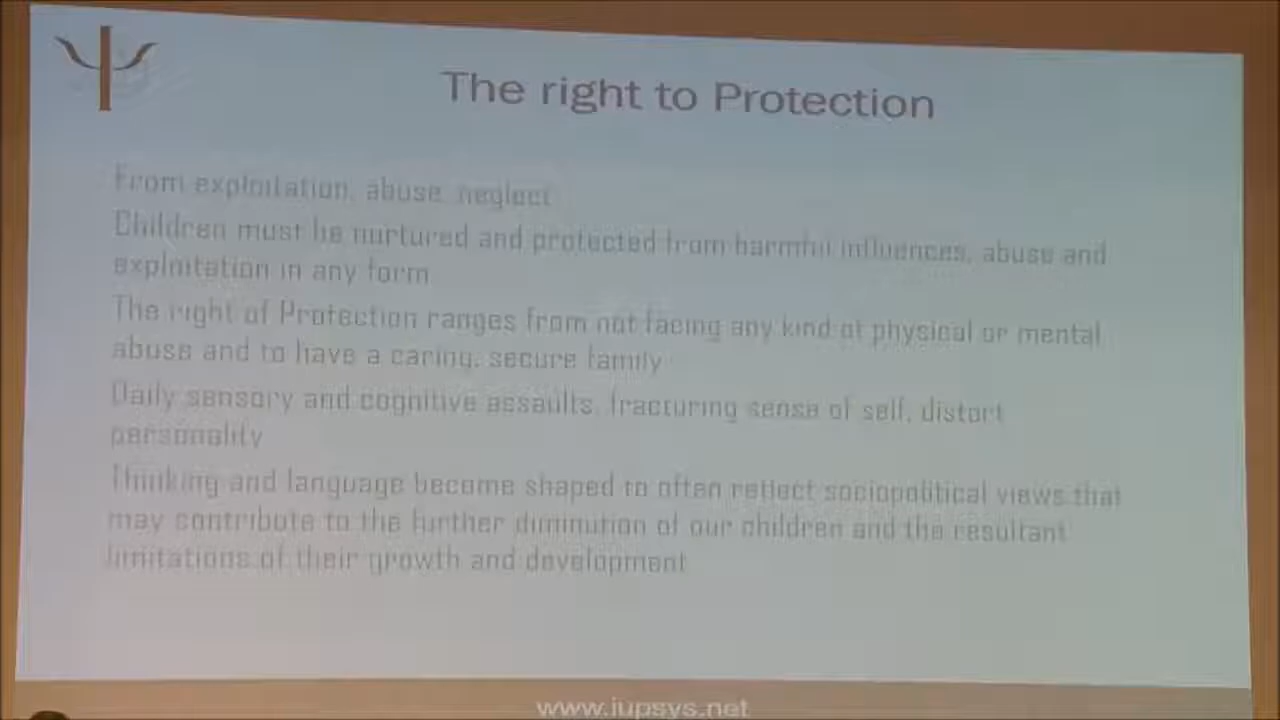 The right to Protection
From exploitation, abuse, neglect
Children must be nurtured and protected from harmful influences, abuse and
exploitation in any form
The right of Protection ranges from not facing any kind of physical or mental
abuse and to have a caring, secure family
Daily sensory and cognitive assaults, fracturing sense of self, distort
personality
Thinking and language become shaped to often reflect sociopolitical views that
may contribute to the further diminution of our children and the resultant
limitations of their growth and development
www.iupsys.net